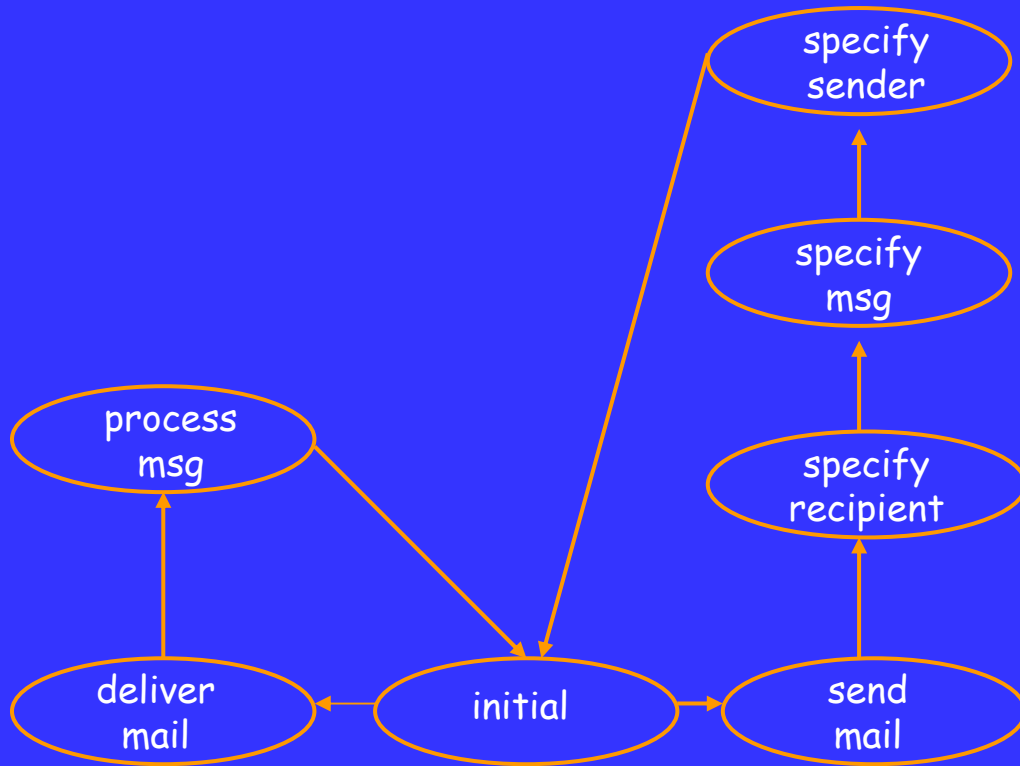 specify
sender
specify
msg
process
msg
specify
recipient
deliver
mail
initial
send
mail